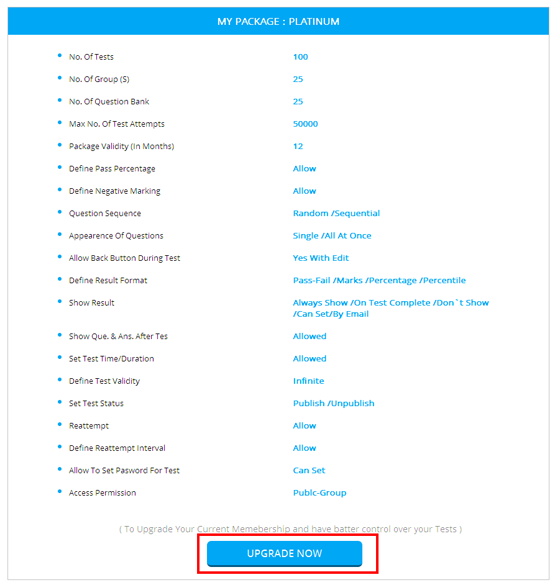 MY PACKAGE : PLATINUM
No. Of Tests 100
No. Of Group (S) 25
No. Of Question Bank 25
Max No. Of Test Attempts 50000
Package Validity (In Months) 12
Define Pass Percentage Allow
Define Negative Marking Allow
Question Sequence Random /Sequential
Appearence Of Questions Single /All At Once
Allow Back Button During Test Yes With Edit
Define Result Format Pass-Fail /Marks /Percentage /Percentile
Show Result Always Show /On Test Complete /Don`t Show
/Can Set/By Email
Show Que. & Ans. After Tes Allowed
Set Test Time/Duration Allowed
Define Test Validity Infinite
Set Test Status Publish /Unpublish
Reattempt Allow
Define Reattempt Interval Allow
Allow To Set Pasword For Test Can Set
Access Permission Publc-Group
( To Upgrade Your Current Memebership and have batter control over your Tests )
UPGRADE NOW